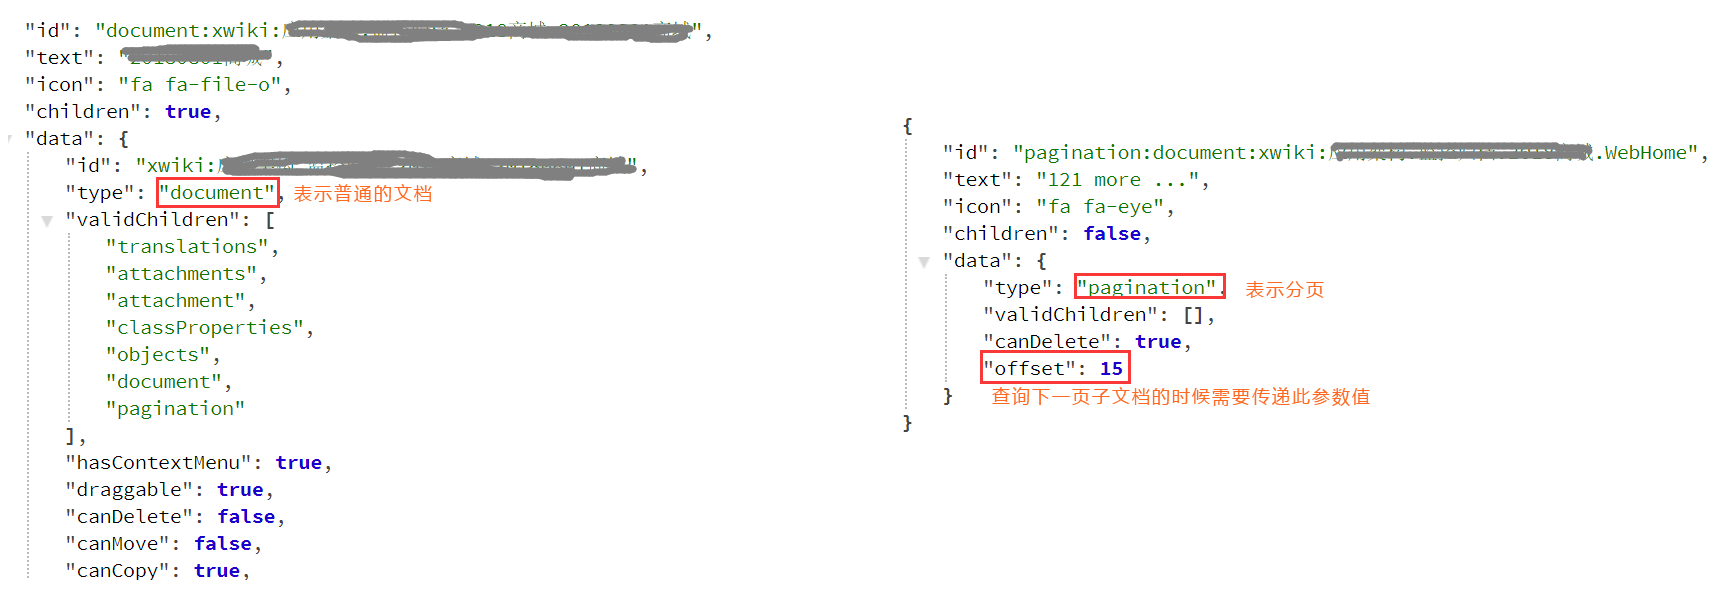 "id": "document:xwiki:
"text":
"icon": "fa fa-file-o",
"children": true,
"data": {
"id": "xwiki:
"type": "document", 表示普通的文档
"validChildren": [
"translations",
"attachments",
"attachment",
"classProperties",
"objects",
"document",
"pagination"
],
"hasContextMenu": true,
"draggable": true,
"canDelete": false,
"canMove": false,
"canCopy": true,
{
"id": "pagination:document:xwiki: .WebHome",
"text": "121 more ...",
"icon": "fa fa-eye",
"children": false,
"data": {
"type": "pagination", 表示分页
"validChildren": [],
"canDelete": true,
"offset": 15
} 查询下一页子文档的时候需要传递此参数值
}